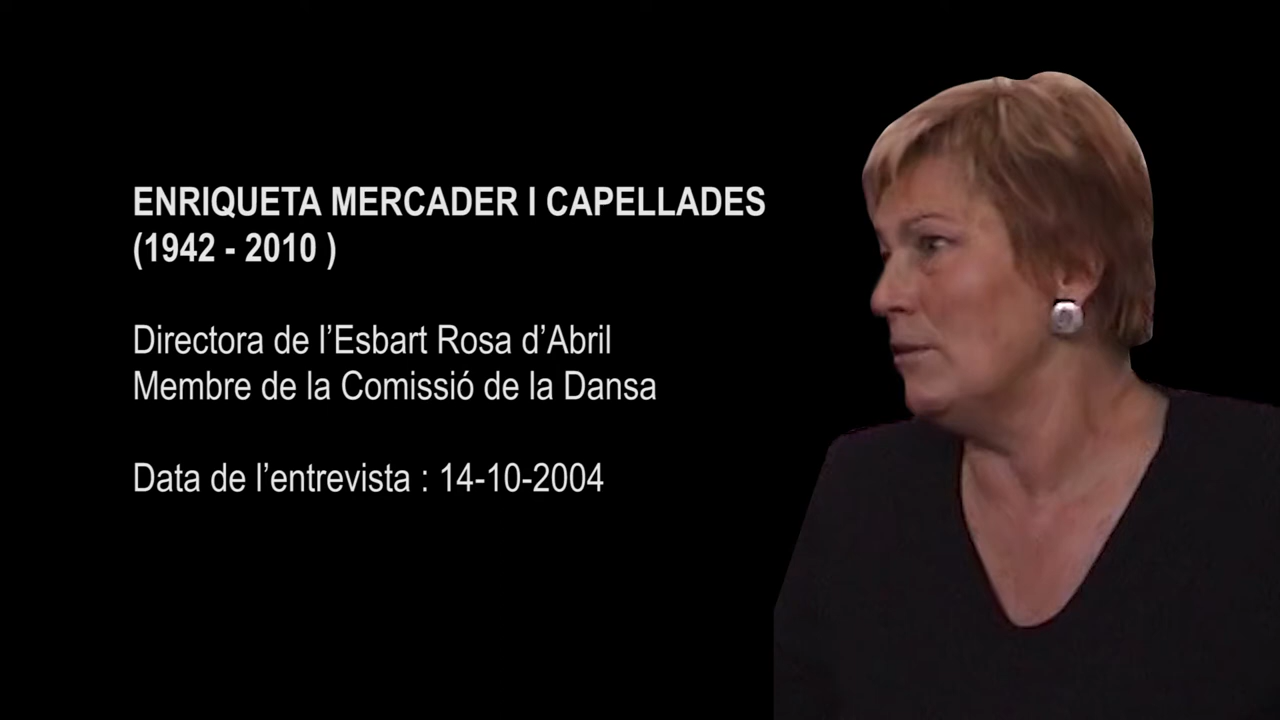 ENRIQUETA MERCADER I CAPELLADES
(1942 - 2010 )
Directora de l’Esbart Rosa d’Abril
Membre de la Comissió de la Dansa
Data de l’entrevista : 14-10-2004